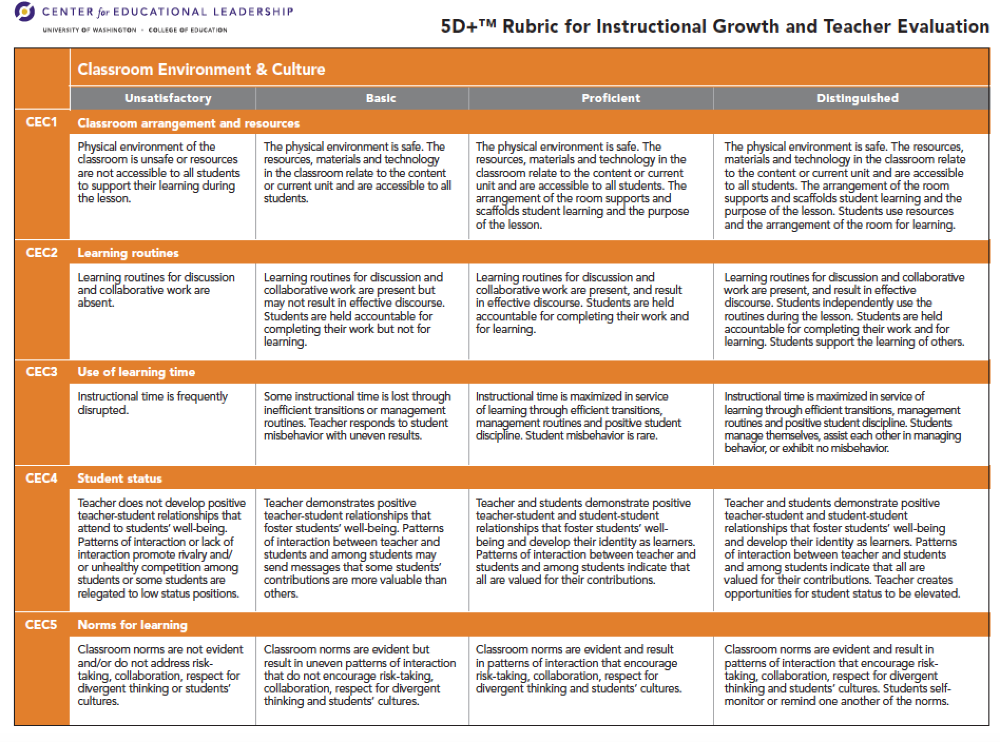 CENTER for EDUCATIONAL LEADERSHIP
UNIVERSITY OF WASHINGTON · COLLEGE OF EDUCATION
5D+™ Rubric for Instructional Growth and Teacher Evaluation
Classroom Environment & Culture
Unsatisfactory
Basic
Proficient
Distinguished
CEC1
Classroom arrangement and resources
Physical environment of the
classroom is unsafe or resources
are not accessible to all students
to support their learning during
the lesson.
The physical environment is safe. The
resources, materials and technology
in the classroom relate to the content
or current unit and are accessible to all
students.
The physical environment is safe. The
resources, materials and technology in the
classroom relate to the content or current
unit and are accessible to all students. The
arrangement of the room supports and
scaffolds student learning and the purpose
of the lesson.
The physical environment is safe. The resources,
materials and technology in the classroom relate
to the content or current unit and are accessible
to all students. The arrangement of the room
supports and scaffolds student learning and the
purpose of the lesson. Students use resources
and the arrangement of the room for learning.
CEC2
Learning routines
Learning routines for discussion
and collaborative work are
absent.
Learning routines for discussion and
collaborative work are present but
may not result in effective discourse.
Students are held accountable for
completing their work but not for
learning.
Learning routines for discussion and
collaborative work are present, and result
in effective discourse. Students are held
accountable for completing their work and
for learning.
Learning routines for discussion and collaborative
work are present, and result in effective
discourse. Students independently use the
routines during the lesson. Students are held
accountable for completing their work and for
learning. Students support the learning of others.
CEC3
Use of learning time
Instructional time is frequently
disrupted.
Some instructional time is lost through
inefficient transitions or management
routines. Teacher responds to student
misbehavior with uneven results.
Instructional time is maximized in service
of learning through efficient transitions,
management routines and positive student
discipline. Student misbehavior is rare.
Instructional time is maximized in service of
learning through efficient transitions, management
routines and positive student discipline. Students
manage themselves, assist each other in managing
behavior, or exhibit no misbehavior.
CEC4
Student status
Teacher does not develop positive
teacher-student relationships that
attend to students’ well-being.
Patterns of interaction or lack of
interaction promote rivalry and/
or unhealthy competition among
students or some students are
relegated to low status positions.
Teacher demonstrates positive
teacher-student relationships that
foster students’ well-being. Patterns
of interaction between teacher and
students and among students may
send messages that some students’
contributions are more valuable than
others.
Teacher and students demonstrate positive
teacher-student and student-student
relationships that foster students’ well-
being and develop their identity as learners.
Patterns of interaction between teacher and
students and among students indicate that
all are valued for their contributions.
Teacher and students demonstrate positive
teacher-student and student-student
relationships that foster students’ well-being
and develop their identity as learners. Patterns
of interaction between teacher and students
and among students indicate that all are
valued for their contributions. Teacher creates
opportunities for student status to be elevated.
CEC5
Norms for learning
Classroom norms are not evident
and/or do not address risk-
taking, collaboration, respect for
divergent thinking or students’
cultures.
Classroom norms are evident but
result in uneven patterns of interaction
that do not encourage risk-taking,
collaboration, respect for divergent
thinking and students’ cultures.
Classroom norms are evident and result
in patterns of interaction that encourage
risk-taking, collaboration, respect for
divergent thinking and students’ cultures.
Classroom norms are evident and result in
patterns of interaction that encourage risk-
taking, collaboration, respect for divergent
thinking and students’ cultures. Students self-
monitor or remind one another of the norms.